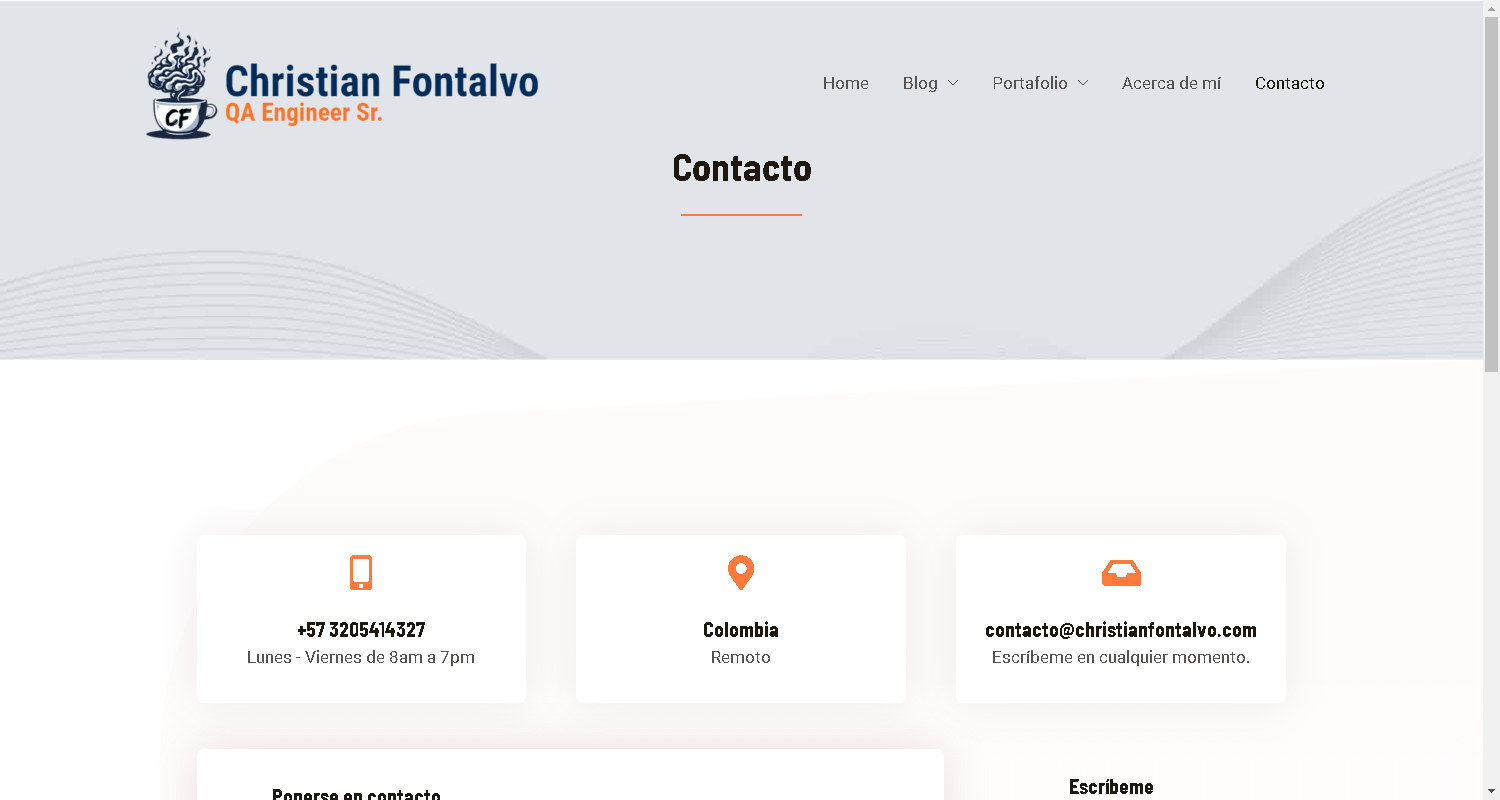 CF
Christian Fontalvo
QA Engineer Sr.
Home Blog Portafolio Acerca de mí Contacto
Contacto
+57 3205414327
Lunes - Viernes de 8am a 7pm
Colombia
Remoto
contacto@christianfontalvo.com
Escríbeme en cualquier momento.
Ponerse en contacto
Escríbeme